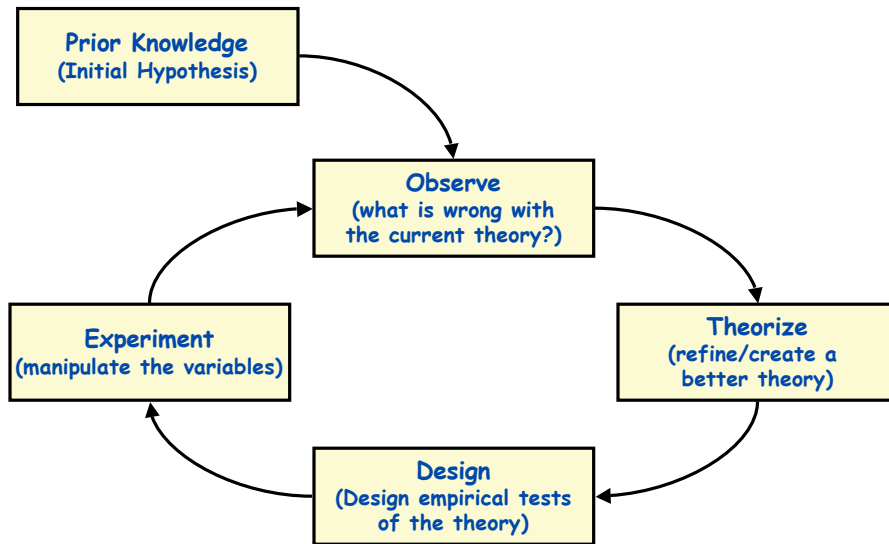 Prior Knowledge
(Initial Hypothesis)
Observe
(what is wrong with
the current theory?)
Theorize
(refine/create a
better theory)
Design
(Design empirical tests
of the theory)
Experiment
(manipulate the variables)